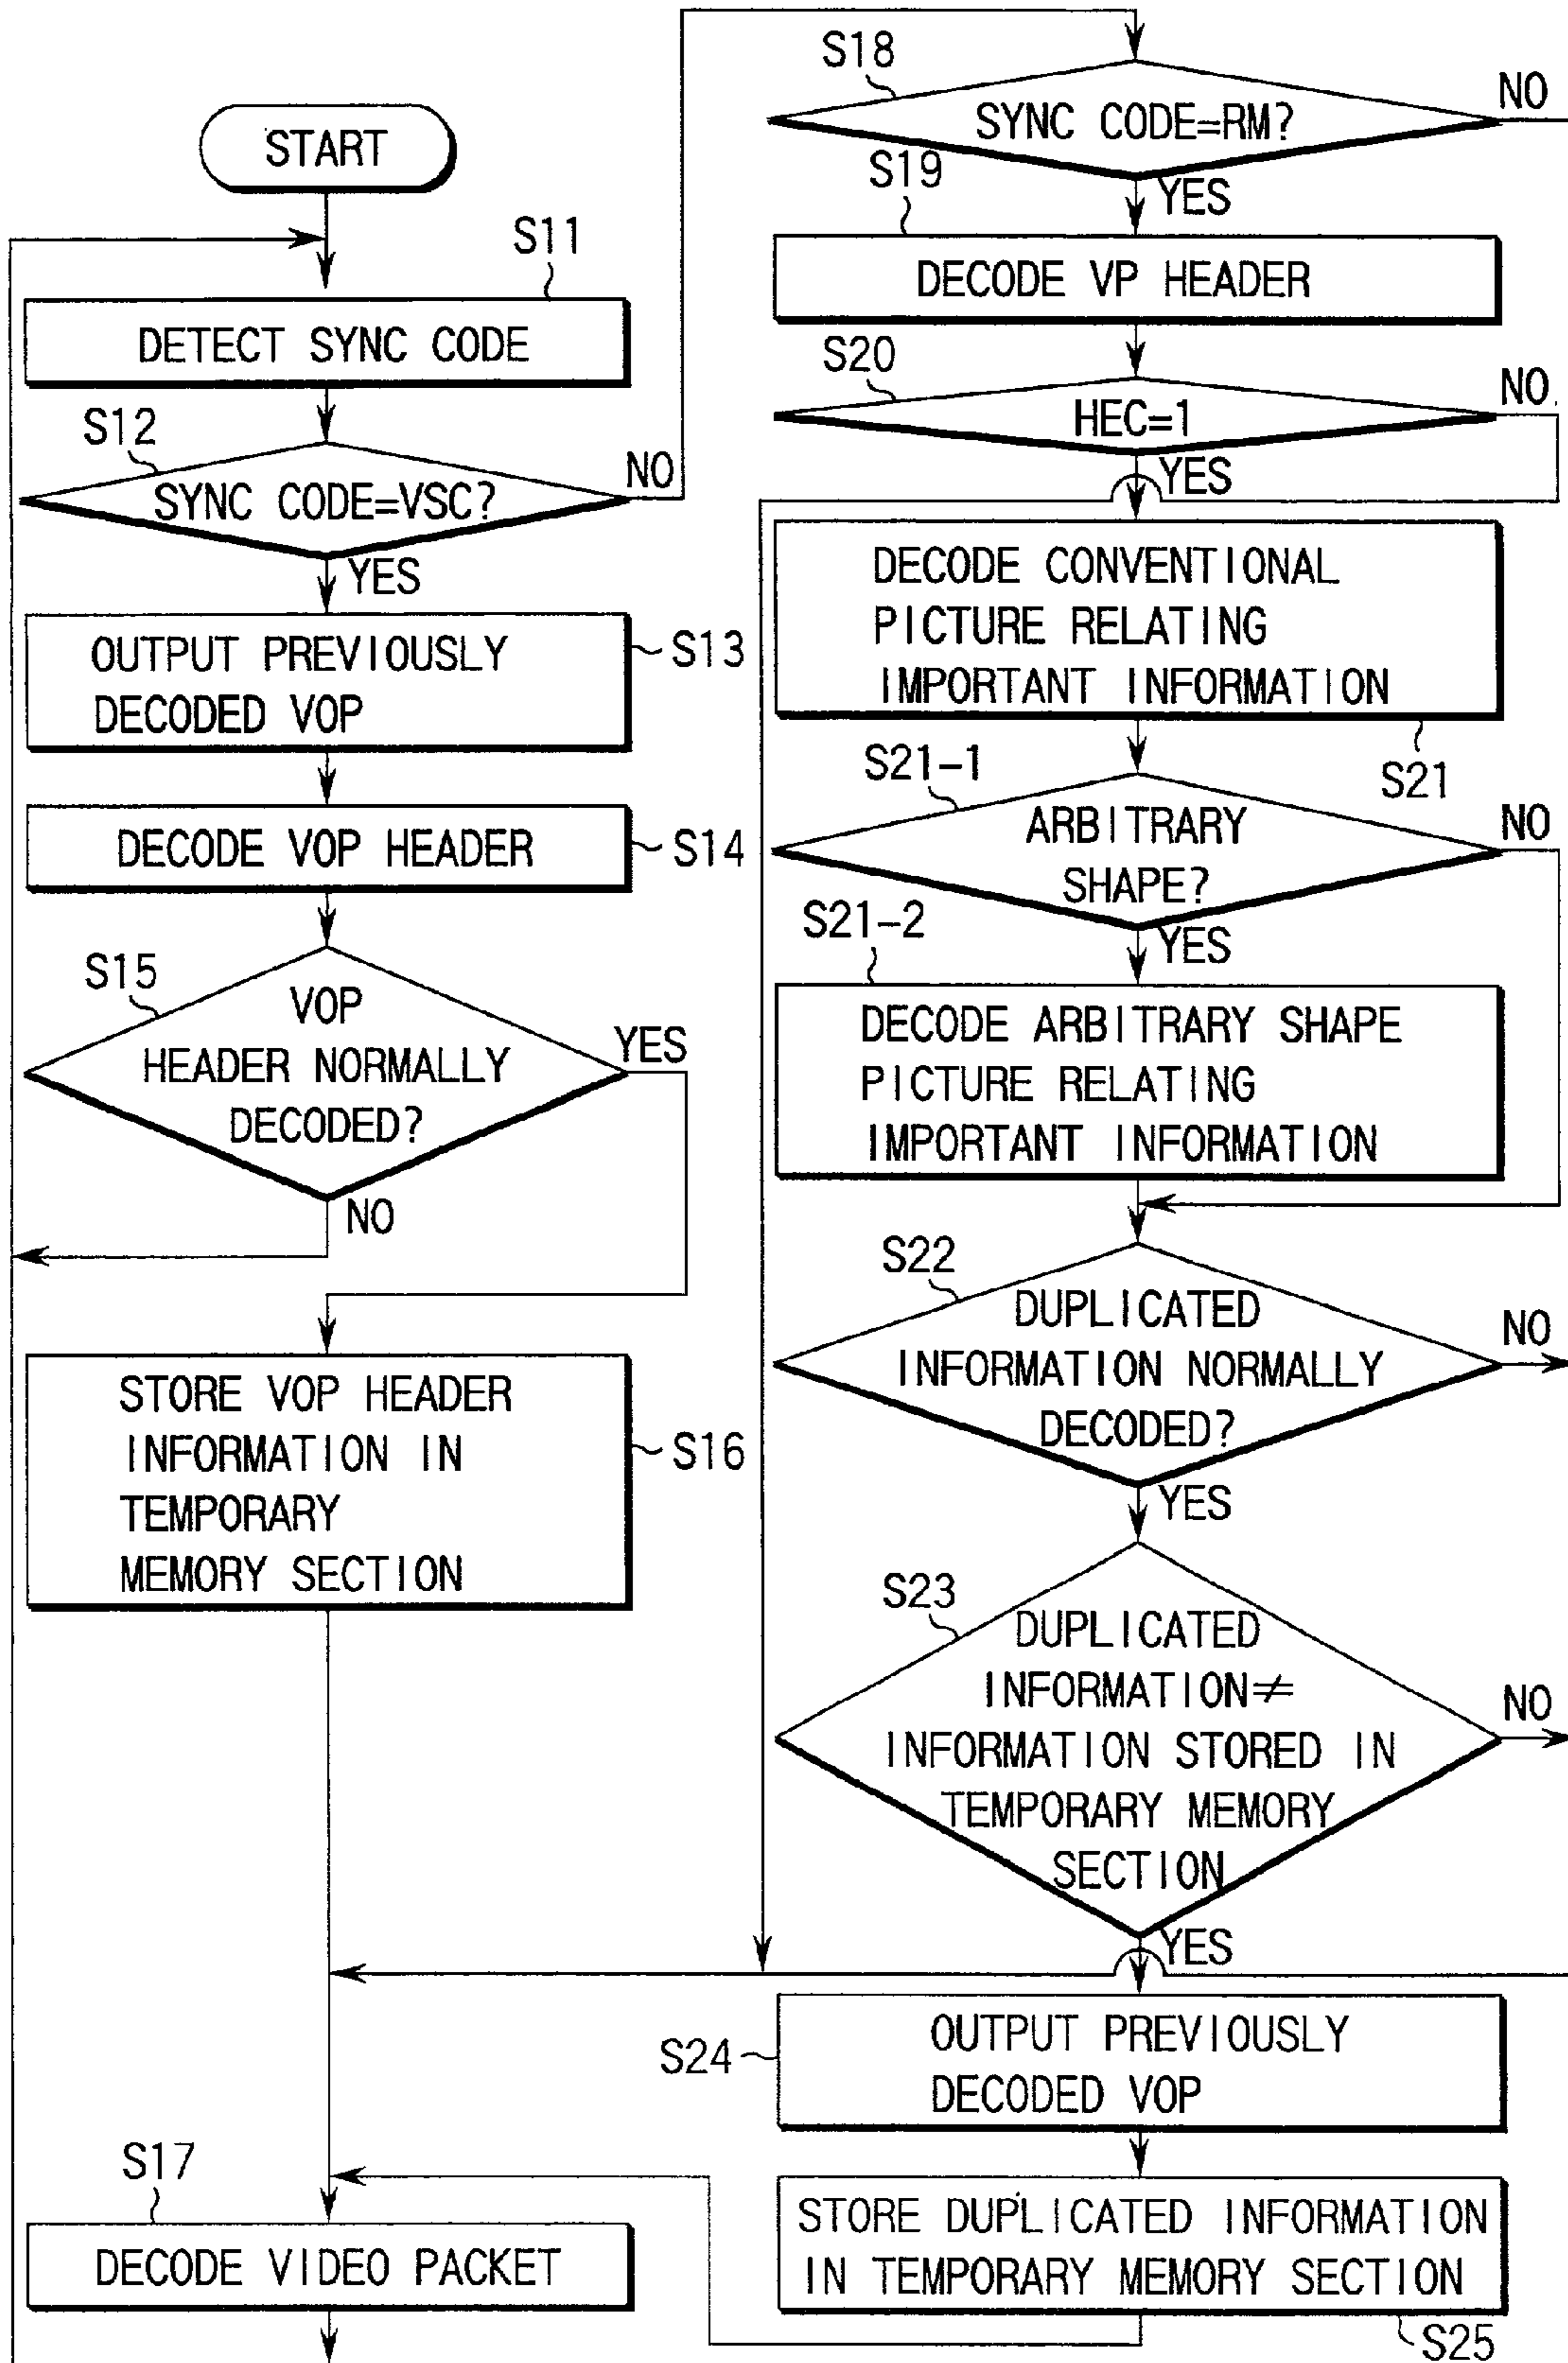 START
S11
DETECT SYNC CODE
S12
SYNC CODE=VSC?
NO
YES
OUTPUT PREVIOUSLY
DECODED VOP
S13
DECODE VOP HEADER
S14
S15
VOP
HEADER NORMALLY
DECODED?
YES
NO
STORE VOP HEADER
INFORMATION IN
TEMPORARY
MEMORY SECTION
S16
S17
DECODE VIDEO PACKET
S18
SYNC CODE=RM?
NO
YES
S19
DECODE VP HEADER
S20
HEC=1
NO
YES
DECODE CONVENTIONAL
PICTURE RELATING
IMPORTANT INFORMATION
S21
S21-1
ARBITRARY
SHAPE?
NO
YES
S21-2
DECODE ARBITRARY SHAPE
PICTURE RELATING
IMPORTANT INFORMATION
S22
DUPLICATED
INFORMATION NORMALLY
DECODED?
NO
YES
S23
DUPLICATED
INFORMATION≠
INFORMATION STORED IN
TEMPORARY MEMORY
SECTION
NO
YES
S24
OUTPUT PREVIOUSLY
DECODED VOP
STORE DUPLICATED INFORMATION
IN TEMPORARY MEMORY SECTION
S25